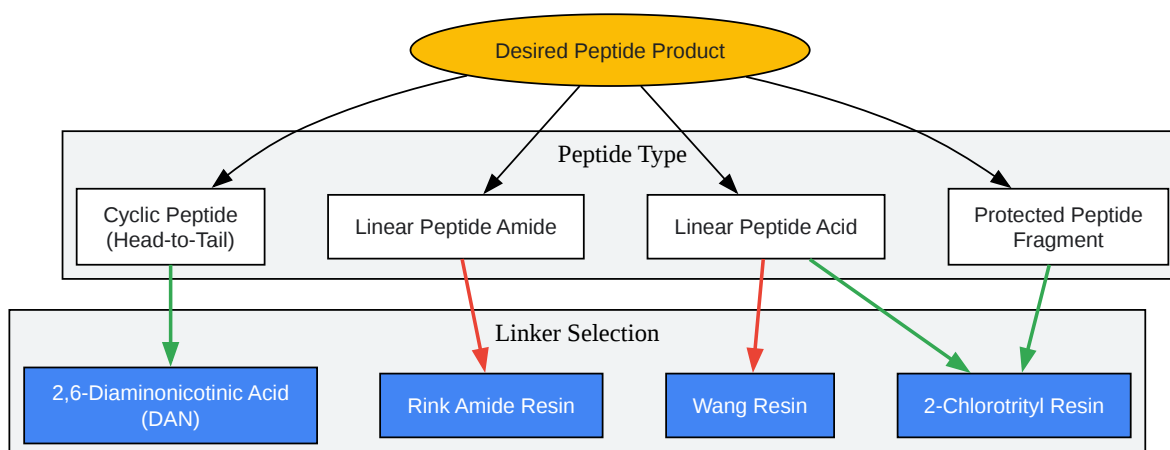 Desired Peptide Product
Peptide Type
Cyclic Peptide
(Head-to-Tail)
Linear Peptide Amide
Linear Peptide Acid
Protected Peptide
Fragment
Linker Selection
2,6-Diaminonicotinic Acid
(DAN)
Rink Amide Resin
Wang Resin
2-Chlorotrityl Resin